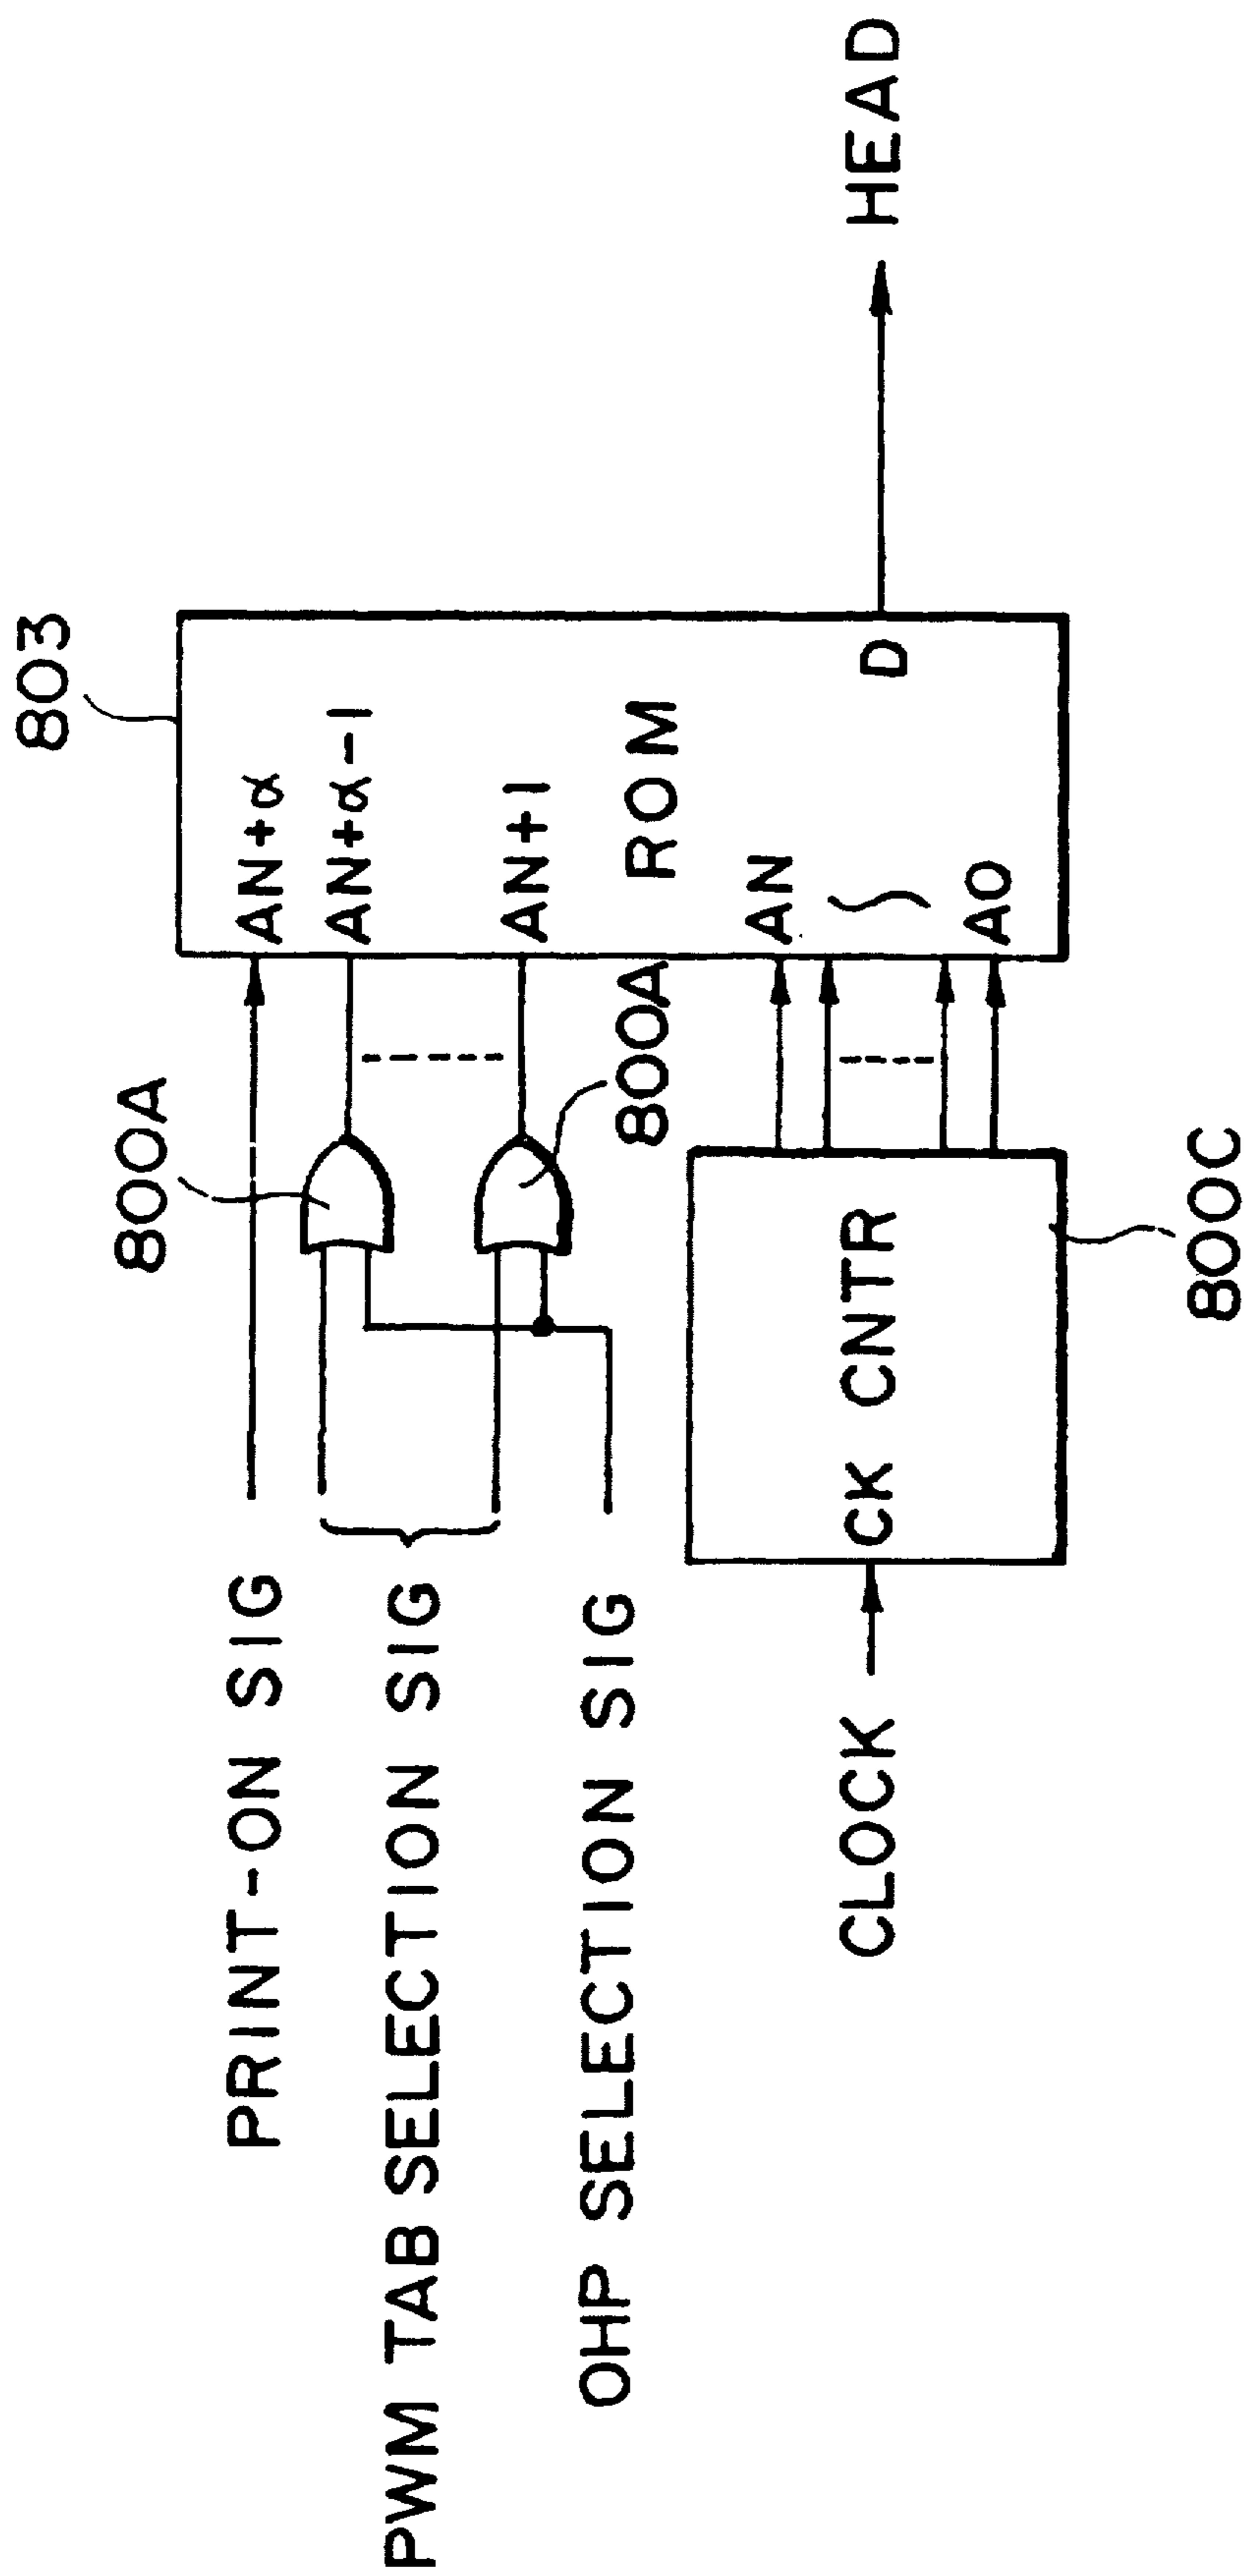 803
800A
PRINT-ON SIG
AN+α
AN+α-1
PWM TAB SELECTION SIG
AN+1
800A
OHP SELECTION SIG
ROM
AN
CLOCK
CK CNTR
D
HEAD
A0
800C